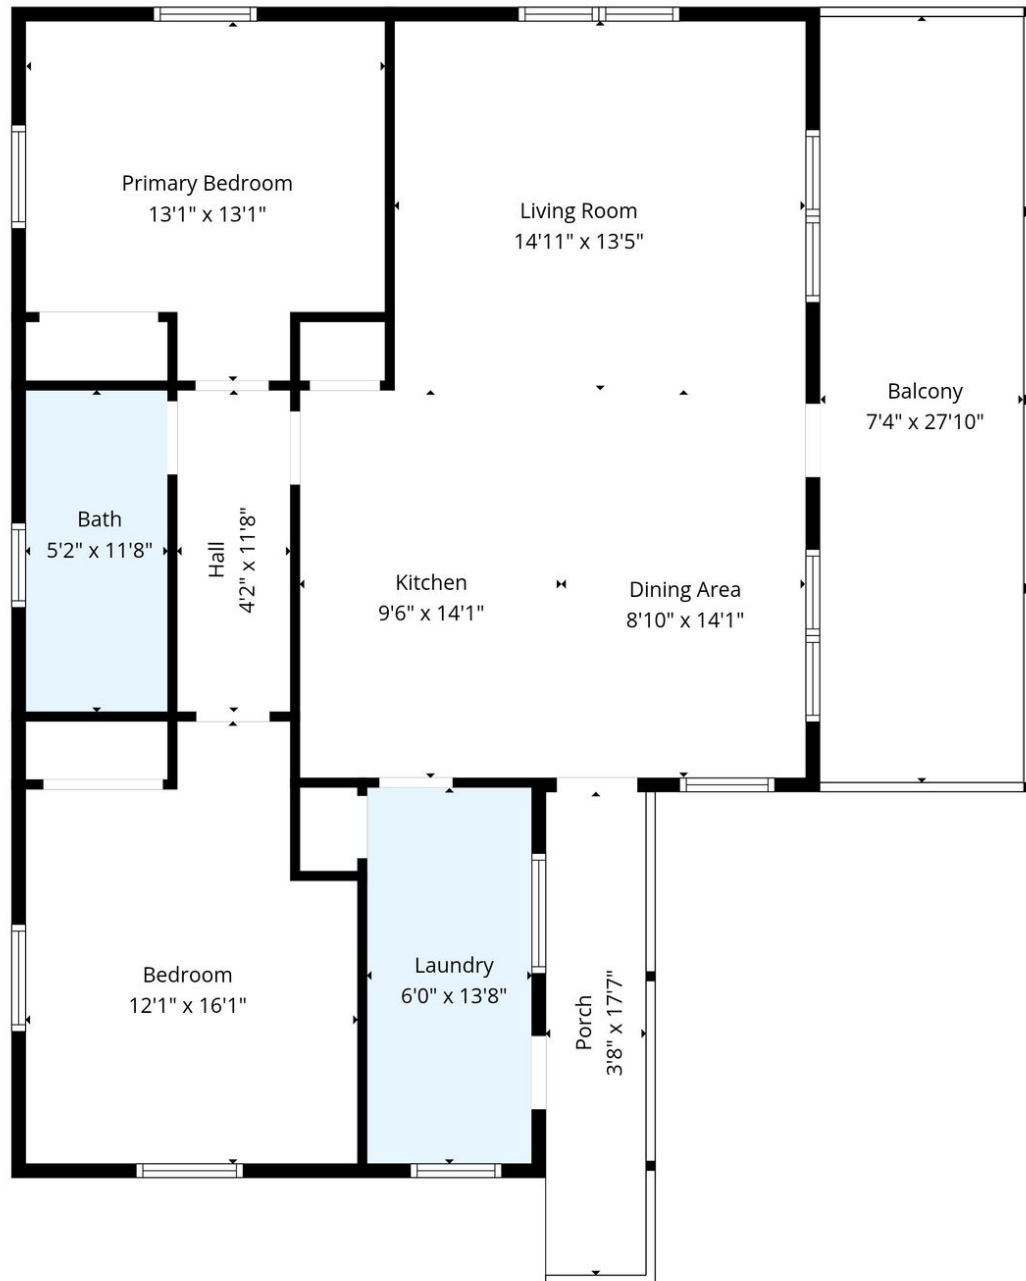 Primary Bedroom
13'1" x 13'1"
Living Room
14'11" x 13'5"
Balcony
7'4" x 27'10"
Bath
5'2" x 11'8"
Hall
4'2" x 11'8"
Kitchen
9'6" x 14'1"
Dining Area
8'10" x 14'1"
Bedroom
12'1" x 16'1"
Laundry
6'0" x 13'8"
Porch
3'8" x 17'7"